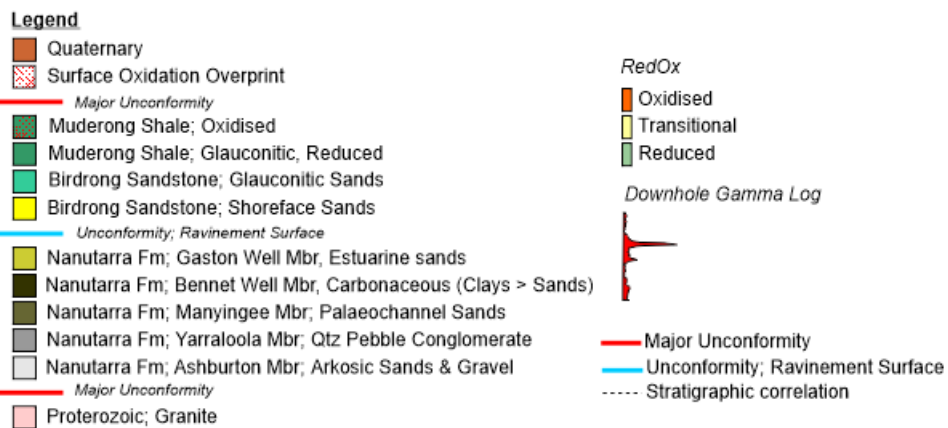 Legend
Quaternary
Surface Oxidation Overprint
Major Unconformity
Muderong Shale; Oxidised
Muderong Shale; Glauconitic, Reduced
Birdrong Sandstone; Glauconitic Sands
Birdrong Sandstone; Shoreface Sands
Unconformity; Ravinement Surface
Nanutarra Fm; Gaston Well Mbr, Estuarine sands
Nanutarra Fm; Bennet Well Mbr, Carbonaceous (Clays > Sands)
Nanutarra Fm; Manyingee Mbr; Palaeochannel Sands
Nanutarra Fm; Yarraloola Mbr; Qtz Pebble Conglomerate
Nanutarra Fm; Ashburton Mbr; Arkosic Sands & Gravel
Major Unconformity
Proterozoic; Granite
RedOx
Oxidised
Transitional
Reduced
Downhole Gamma Log
Major Unconformity
Unconformity; Ravinement Surface
Stratigraphic correlation